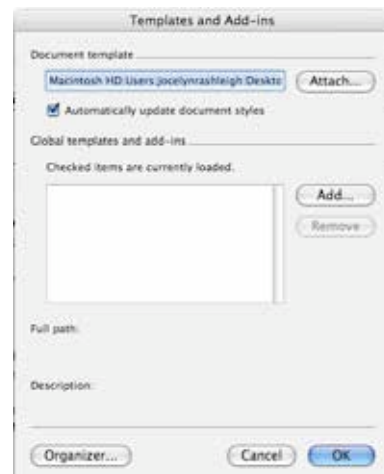 Templates and Add-ins
Document template
Macintosh HD:Users:jocelynrashleigh:Deskto
Attach...
Automatically update document styles
Global templates and add-ins
Checked items are currently loaded.
Add...
Remove
Full path:
Description:
Organizer...
Cancel
OK